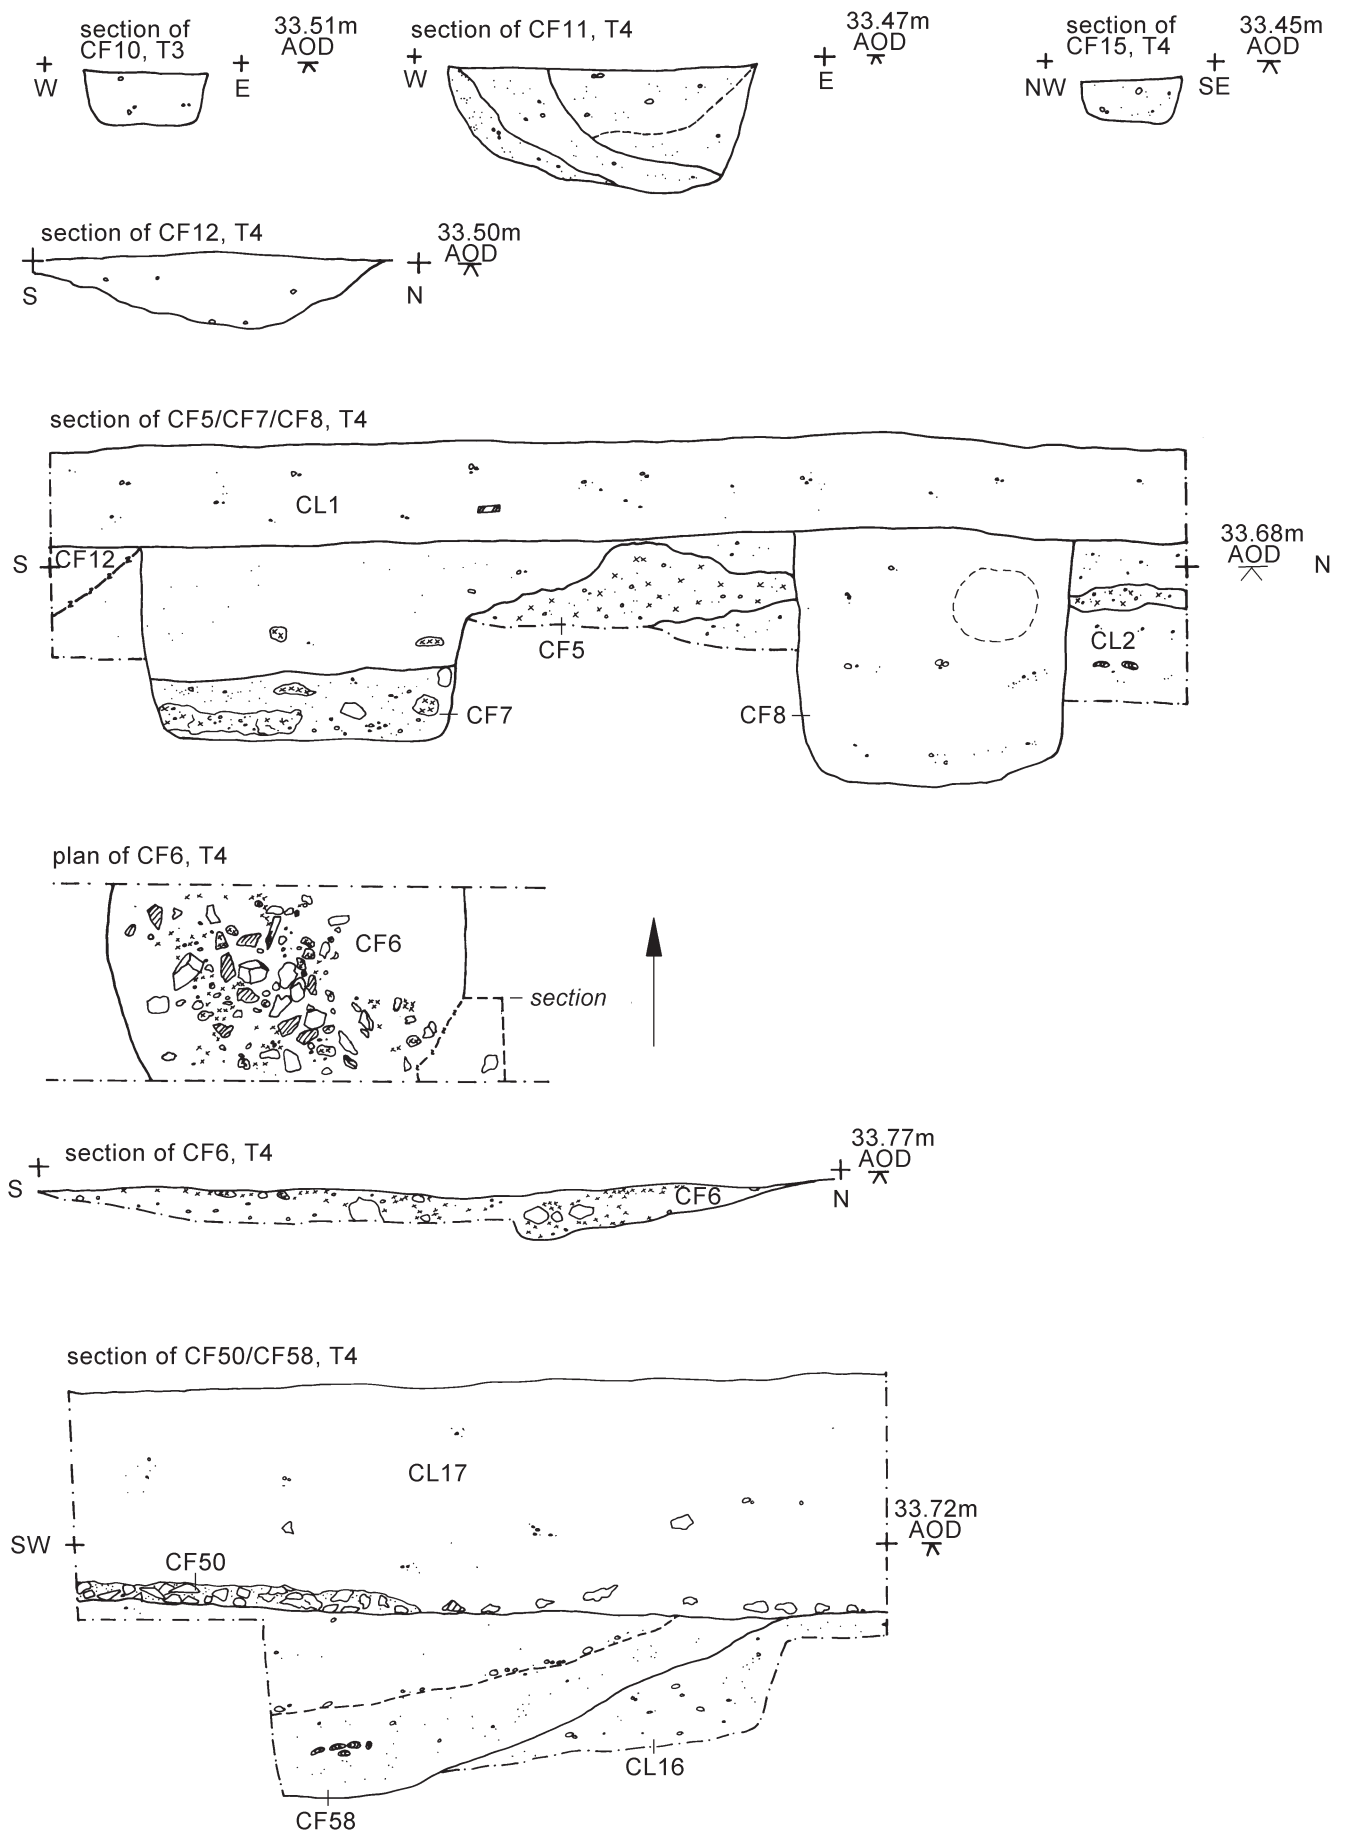 section of
CF10, T3
33.51m
AOD
W
E
section of CF11, T4
33.47m
AOD
W
E
section of
CF15, T4
33.45m
AOD
NW
SE
section of CF12, T4
33.50m
AOD
S
N
section of CF5/CF7/CF8, T4
CL1
S
CF12
33.68m
AOD
N
CF5
CL2
CF7
CF8
plan of CF6, T4
CF6
section
section of CF6, T4
33.77m
AOD
S
CF6
N
section of CF50/CF58, T4
CL17
33.72m
AOD
SW
CF50
CL16
CF58